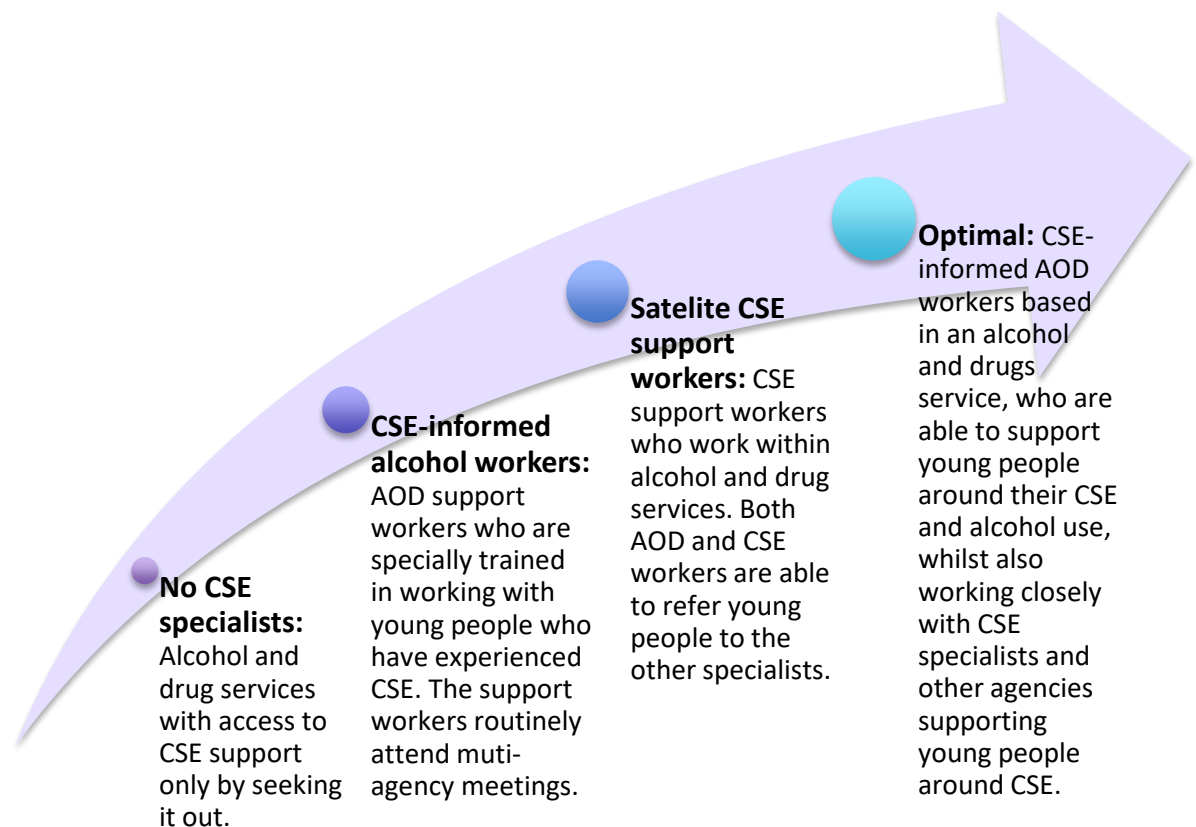 No CSE
specialists:
Alcohol and
drug services
with access to
CSE support
only by seeking
it out.
CSE-informed
alcohol workers:
AOD support
workers who are
specially trained
in working with
young people who
have experienced
CSE. The support
workers routinely
attend muti-
agency meetings.
Satelite CSE
support
workers: CSE
support workers
who work within
alcohol and drug
services. Both
AOD and CSE
workers are able
to refer young
people to the
other specialists.
Optimal: CSE-
informed AOD
workers based
in an alcohol
and drugs
service, who are
able to support
young people
around their CSE
and alcohol use,
whilst also
working closely
with CSE
specialists and
other agencies
supporting
young people
around CSE.